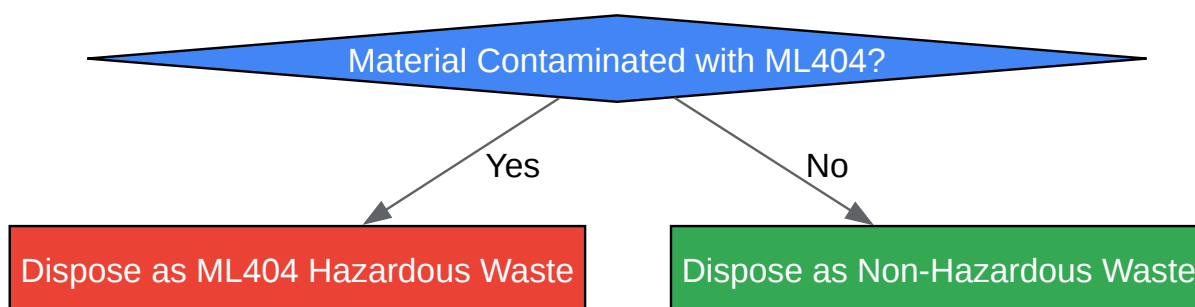 Material Contaminated with ML404?
Yes
No
Dispose as ML404 Hazardous Waste
Dispose as Non-Hazardous Waste